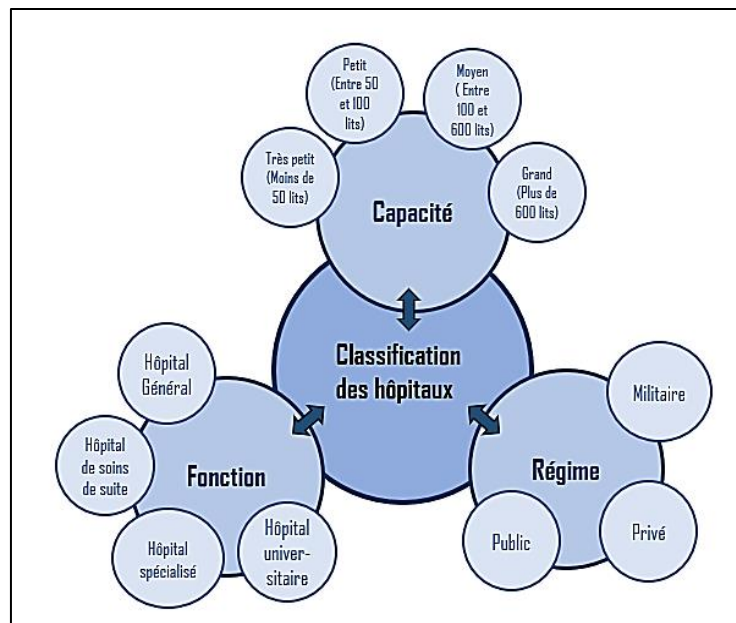 Petit
(Entre 50
et 100
lits)
Moyen
( Entre
100 et
600 lits)
Très petit
(Moins de
50 lits)
Grand
(Plus de
600 lits)
Capacité
Classification
des hôpitaux
Hôpital
Général
Hôpital
de soins
de suite
Fonction
Hôpital
spécialisé
Hôpital
univer-
sitaire
Militaire
Régime
Public
Privé